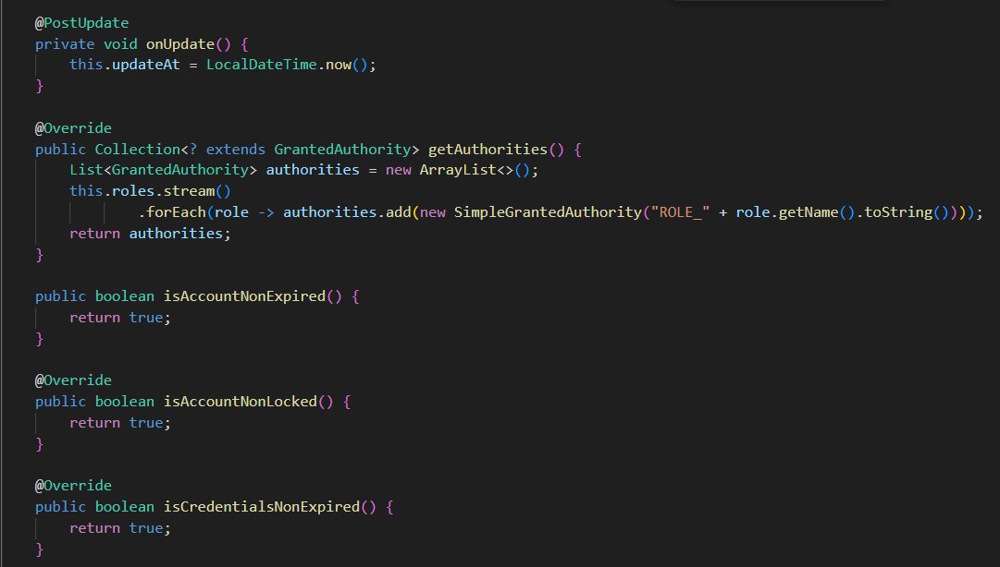 @PostUpdate
private void onUpdate() {
    this.updateAt = LocalDateTime.now();
}

@Override
public Collection<? extends GrantedAuthority> getAuthorities() {
    List<GrantedAuthority> authorities = new ArrayList<>();
    this.roles.stream()
            .forEach(role -> authorities.add(new SimpleGrantedAuthority("ROLE_" + role.getName().toString())));
    return authorities;
}

public boolean isAccountNonExpired() {
    return true;
}

@Override
public boolean isAccountNonLocked() {
    return true;
}

@Override
public boolean isCredentialsNonExpired() {
    return true;
}